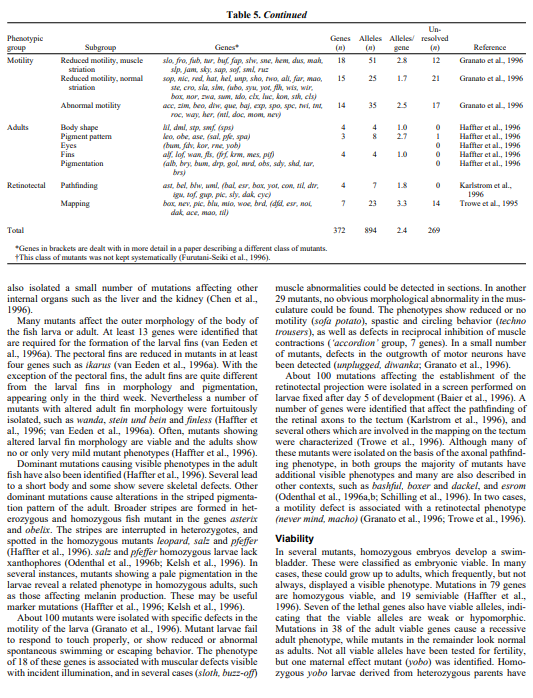 Table 5. Continued
Phenotypic group Subgroup Genes* Genes (n) Alleles (n) Alleles/ gene Un- resolved (n) Reference
Motility Reduced motility, muscle striation slo, fro, fub, tur, buf, fap, slw, sne, hem, dus, mah, slp, jam, sky, sap, sof, sml, ruz 18 51 2.8 12 Granato et al., 1996
Reduced motility, normal striation sop, nic, red, hat, hel, unp, sho, two, ali, far, mao, ste, cro, sla, slm, (ubo, syu, yot, flh, wis, wir, box, nor, zwa, sum, tdo, clx, luc, kon, sth, cls) 15 25 1.7 21 Granato et al., 1996
Abnormal motility ace, zim, beo, diw, que, baj, exp, spo, spc, twi, tnt, roc, way, her, (ntl, doc, mom, nev) 14 35 2.5 17 Granato et al., 1996
Adults Body shape lil, dml, stp, smf, (sps) 4 4 1.0 0 Haffter et al., 1996
Pigment pattern leo, obe, ase, (sal, pfe, spa) 3 8 2.7 1 Haffter et al., 1996
Eyes (bum, fdv, kor, rne, yob) 0 Haffter et al., 1996
Fins alf, lof, wan, fls, (frf, krm, mes, pif) 4 4 1.0 0 Haffter et al., 1996
Pigmentation (alb, bry, bum, drp, gol, mrd, obs, sdy, shd, tar, brs) 0 Haffter et al., 1996
Retinotectal Pathfinding ast, bel, blw, uml, (bal, esr, box, yot, con, til, dtr, igu, tof, gup, pic, sly, dak, cyc) 4 7 1.8 0 Karlstrom et al., 1996
Mapping box, nev, pic, blu, mio, woe, brd, (dfd, esr, noi, dak, ace, mao, til) 7 23 3.3 14 Trowe et al., 1995
Total 372 894 2.4 269
*Genes in brackets are dealt with in more detail in a paper describing a different class of mutants.
†This class of mutants was not kept systematically (Furutani-Seiki et al., 1996).
also isolated a small number of mutations affecting other
internal organs such as the liver and the kidney (Chen et al.,
1996).
Many mutants affect the outer morphology of the body of
the fish larva or adult. At least 13 genes were identified that
are required for the formation of the larval fins (van Eeden et
al., 1996a). The pectoral fins are reduced in mutants in at least
four genes such as ikarus (van Eeden et al., 1996a). With the
exception of the pectoral fins, the adult fins are quite different
from the larval fins in morphology and pigmentation,
appearing only in the third week. Nevertheless a number of
mutants with altered adult fin morphology were fortuitously
isolated, such as wanda, stein und bein and finless (Haffter et
al., 1996; van Eeden et al., 1996a). Often, mutants showing
altered larval fin morphology are viable and the adults show
no or only very mild mutant phenotypes (Haffter et al., 1996).
Dominant mutations causing visible phenotypes in the adult
fish have also been identified (Haffter et al., 1996). Several lead
to a short body and some show severe skeletal defects. Other
dominant mutations cause alterations in the striped pigmenta-
tion pattern of the adult. Broader stripes are formed in het-
erozygous and homozygous fish mutant in the genes asterix
and obelix. The stripes are interrupted in heterozygotes, and
spotted in the homozygous mutants leopard, salz and pfeffer
(Haffter et al., 1996). salz and pfeffer homozygous larvae lack
xanthophores (Odenthal et al., 1996b; Kelsh et al., 1996). In
several instances, mutants showing a pale pigmentation in the
larvae reveal a related phenotype in homozygous adults, such
as those affecting melanin production. These may be useful
marker mutations (Haffter et al., 1996; Kelsh et al., 1996).
About 100 mutants were isolated with specific defects in the
motility of the larva (Granato et al., 1996). Mutant larvae fail
to respond to touch properly, or show reduced or abnormal
spontaneous swimming or escaping behavior. The phenotype
of 18 of these genes is associated with muscular defects visible
with incident illumination, and in several cases (sloth, buzz-off)
muscle abnormalities could be detected in sections. In another
29 mutants, no obvious morphological abnormality in the mus-
culature could be found. The phenotypes show reduced or no
motility (sofa potato), spastic and circling behavior (techno
trousers), as well as defects in reciprocal inhibition of muscle
contractions ('accordion' group, 7 genes). In a small number
of mutants, defects in the outgrowth of motor neurons have
been detected (unplugged, diwanka; Granato et al., 1996).
About 100 mutations affecting the establishment of the
retinotectal projection were isolated in a screen performed on
larvae fixed after day 5 of development (Baier et al., 1996). A
number of genes were identified that affect the pathfinding of
the retinal axons to the tectum (Karlstrom et al., 1996), and
several others which are involved in the mapping on the tectum
were characterized (Trowe et al., 1996). Although many of
these mutants were isolated on the basis of the axonal pathfind-
ing phenotype, in both groups the majority of mutants have
additional visible phenotypes and many are also described in
other contexts, such as bashful, boxer and dackel, and esrom
(Odenthal et al., 1996a,b; Schilling et al., 1996). In two cases,
a motility defect is associated with a retinotectal phenotype
(never mind, macho) (Granato et al., 1996; Trowe et al., 1996).
Viability
In several mutants, homozygous embryos develop a swim-
bladder. These were classified as embryonic viable. In many
cases, these could grow up to adults, which frequently, but not
always, displayed a visible phenotype. Mutations in 79 genes
are homozygous viable, and 19 semiviable (Haffter et al.,
1996). Seven of the lethal genes also have viable alleles, indi-
cating that the viable alleles are weak or hypomorphic.
Mutations in 38 of the adult viable genes cause a recessive
adult phenotype, while mutants in the remainder look normal
as adults. Not all viable alleles have been tested for fertility,
but one maternal effect mutant (yobo) was identified. Homo-
zygous yobo larvae derived from heterozygous parents have